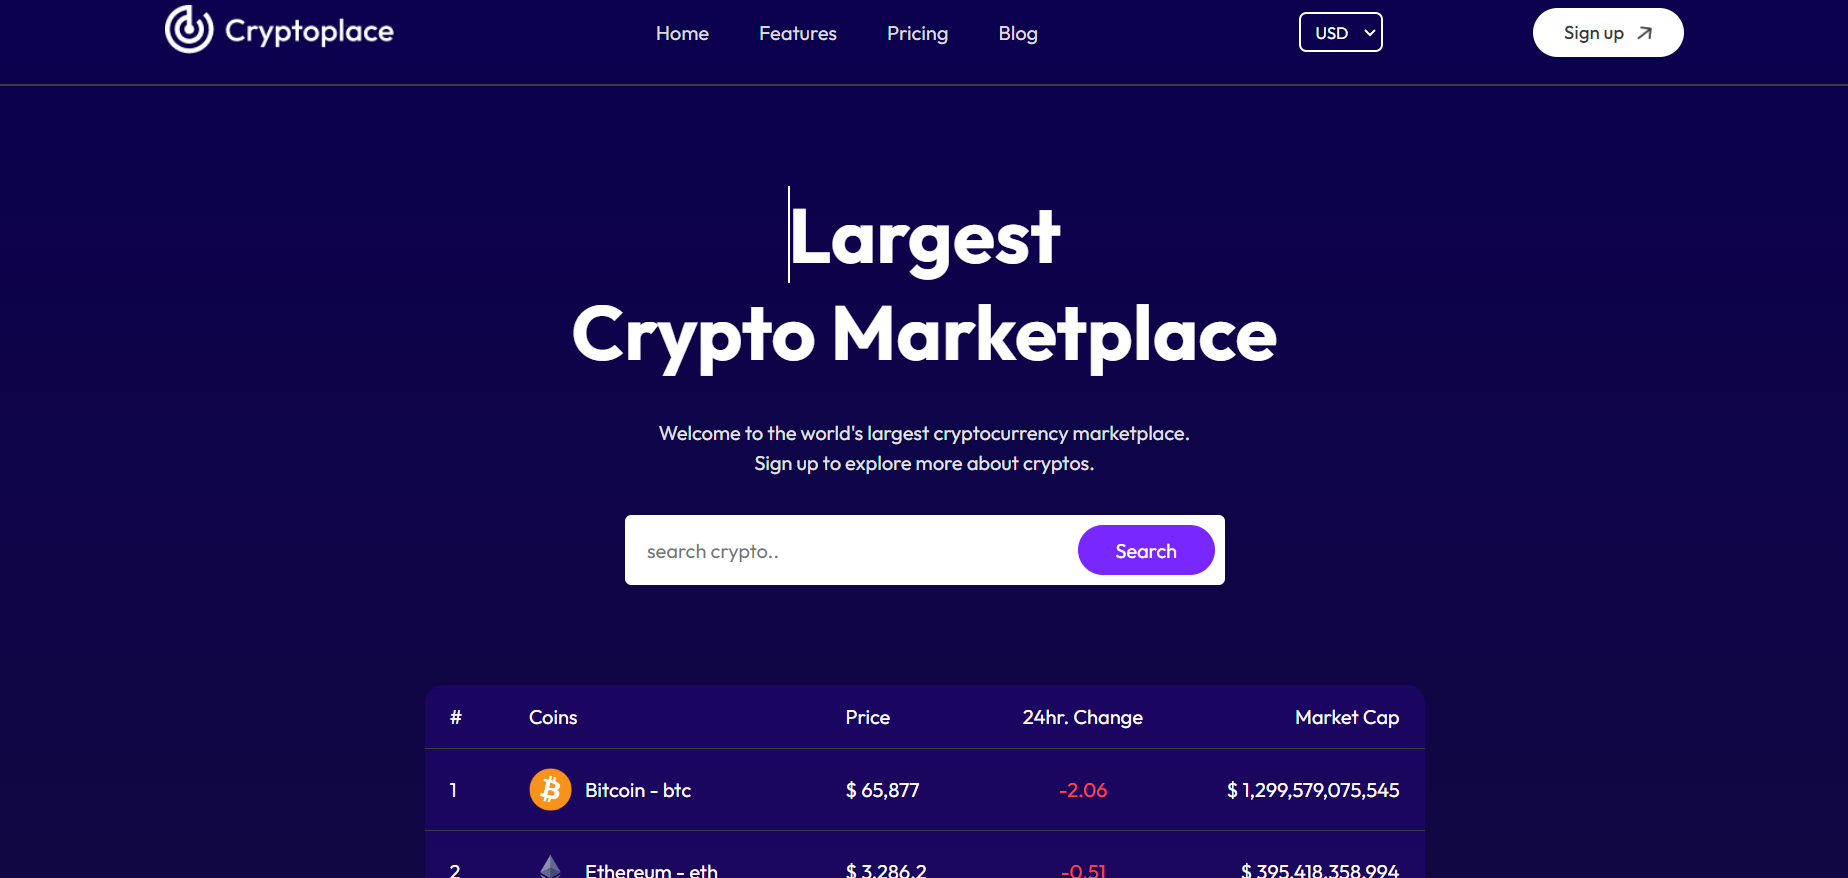 Cryptoplace Home Features Pricing Blog USD Sign up
Largest
Crypto Marketplace
Welcome to the world's largest cryptocurrency marketplace.
Sign up to explore more about cryptos.
search crypto.. Search
# Coins Price 24hr. Change Market Cap
1 Bitcoin - btc $ 65,877 -2.06 $ 1,299,579,075,545
2 Ethereum - eth $ 3,286.2 -0.51 $ 395,418,358,994